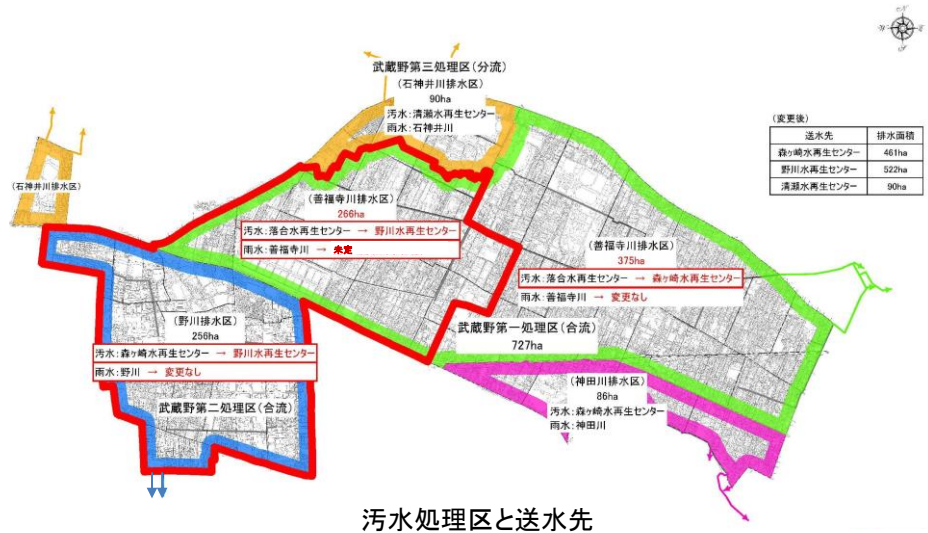 武蔵野第三処理区(分流)
(石神井川排水区)
90ha
汚水:清瀬水再生センター
雨水:石神井川
(変更後)
送水先 排水面積
森ヶ崎水再生センター 461ha
野川水再生センター 522ha
清瀬水再生センター 90ha
(石神井川排水区)
(善福寺川排水区)
266ha
汚水:落合水再生センター → 野川水再生センター
雨水:善福寺川 → 未定
(善福寺川排水区)
375ha
汚水:落合水再生センター → 森ヶ崎水再生センター
雨水:善福寺川 → 変更なし
武蔵野第一処理区(合流)
727ha
(野川排水区)
256ha
汚水:森ヶ崎水再生センター → 野川水再生センター
雨水:野川 → 変更なし
武蔵野第二処理区(合流)
(神田川排水区)
86ha
汚水:森ヶ崎水再生センター
雨水:神田川
汚水処理区と送水先